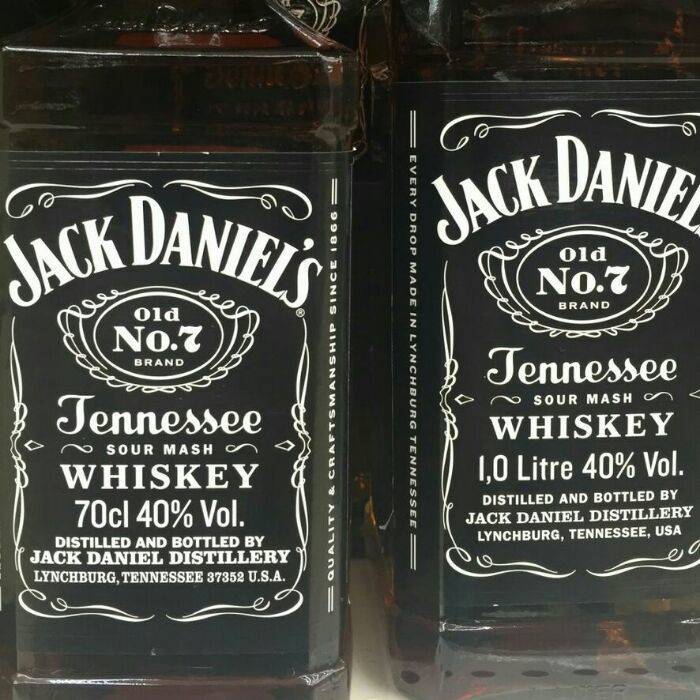 JACK DANIEL'S
®
Old
No.7
BRAND
Tennessee
SOUR MASH
WHISKEY
70cl 40% Vol.
DISTILLED AND BOTTLED BY
JACK DANIEL DISTILLERY
LYNCHBURG, TENNESSEE 37352 U.S.A.
QUALITY & CRAFTSMANSHIP SINCE 1866
EVERY DROP MADE IN LYNCHBURG TENNESSEE
JACK DANIEL
Old
No.7
BRAND
Tennessee
SOUR MASH
WHISKEY
1,0 Litre 40% Vol.
DISTILLED AND BOTTLED BY
JACK DANIEL DISTILLERY
LYNCHBURG, TENNESSEE, USA